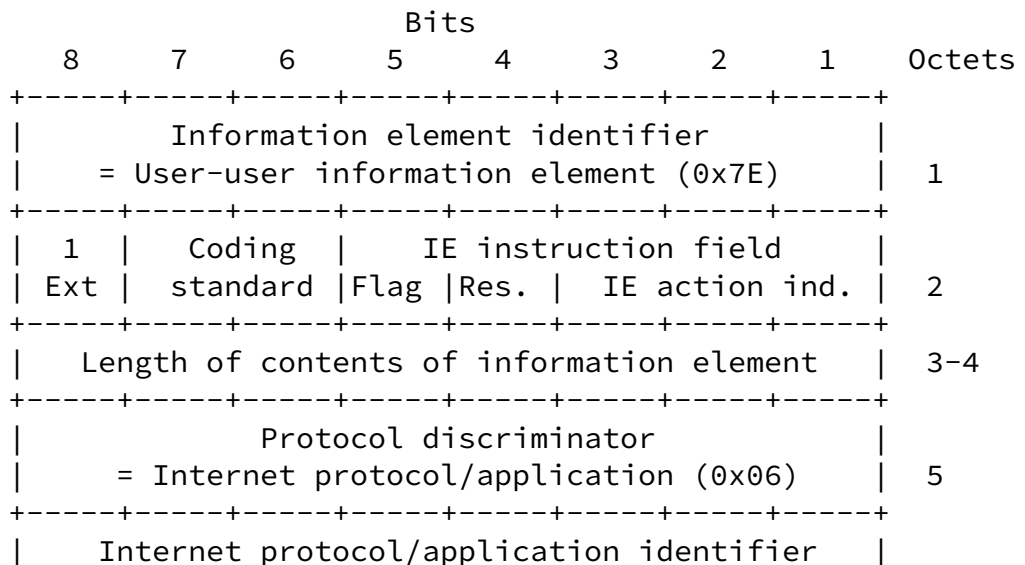 Bits
   8     7     6     5     4     3     2     1   Octets
+-----+-----+-----+-----+-----+-----+-----+-----+
|        Information element identifier         |
|    = User-user information element (0x7E)     |  1
+-----+-----+-----+-----+-----+-----+-----+-----+
|  1  |   Coding    |    IE instruction field     |
| Ext |  standard |Flag |Res. |  IE action ind. |  2
+-----+-----+-----+-----+-----+-----+-----+-----+
|   Length of contents of information element   |  3-4
+-----+-----+-----+-----+-----+-----+-----+-----+
|             Protocol discriminator            |
|     = Internet protocol/application (0x06)    |  5
+-----+-----+-----+-----+-----+-----+-----+-----+
|    Internet protocol/application identifier   |